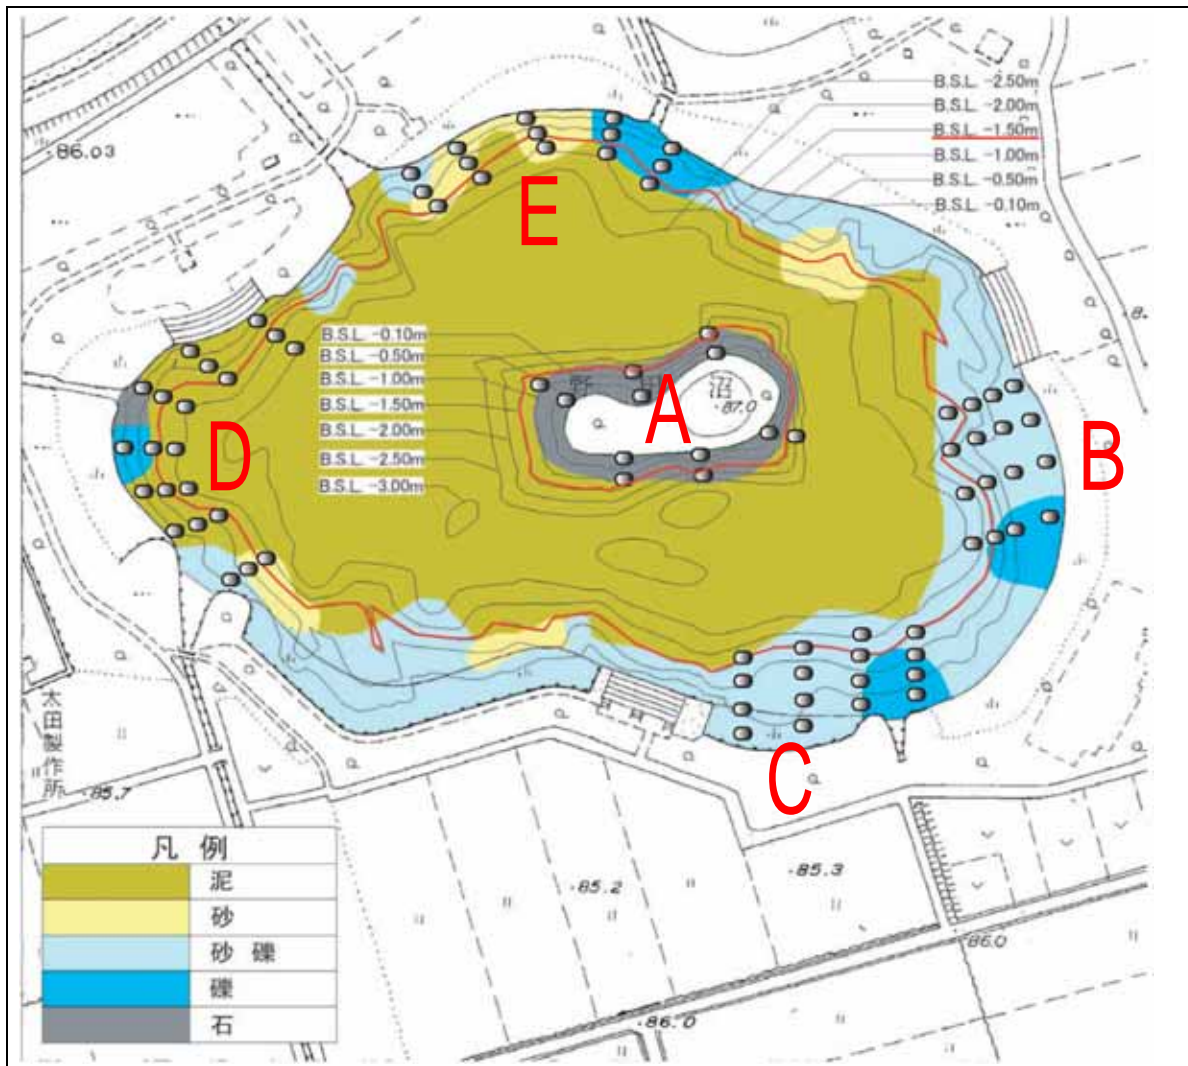 B.S.L. -2.50m
B.S.L. -2.00m
B.S.L. -1.50m
B.S.L. -1.00m
B.S.L. -0.50m
B.S.L. -0.10m
86.03
E
B.S.L. -0.10m
B.S.L. -0.50m
B.S.L. -1.00m
B.S.L. -1.50m
B.S.L. -2.00m
B.S.L. -2.50m
B.S.L. -3.00m
A
87.0
D
B
C
太田製作所
85.7
85.2
85.3
86.0
86.0
凡 例
泥
砂
砂 礫
礫
石